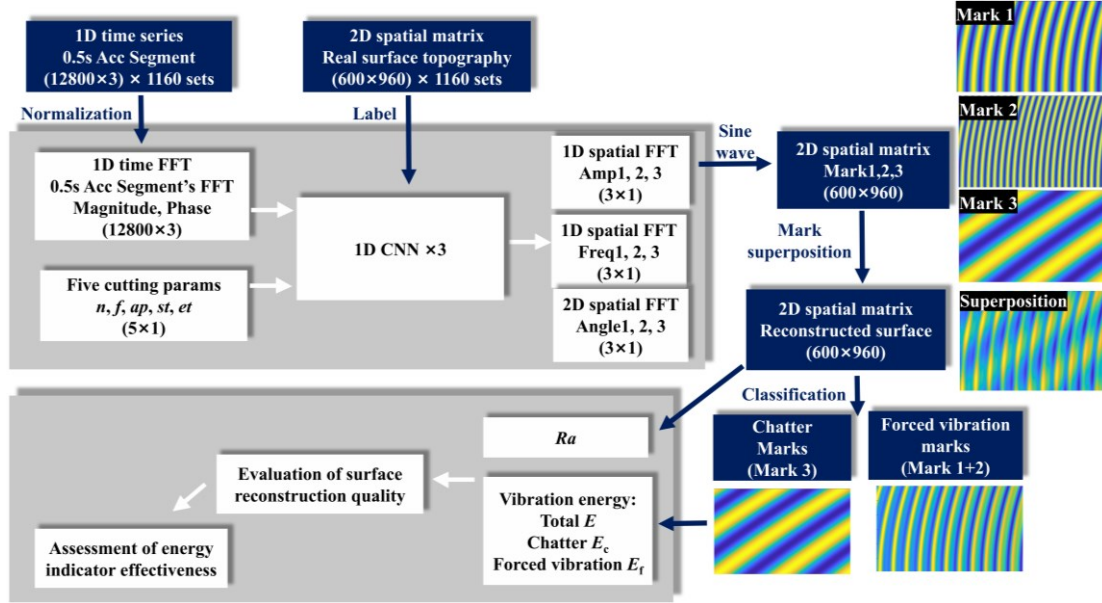 1D time series
0.5s Acc Segment
(12800×3) × 1160 sets
2D spatial matrix
Real surface topography
(600×960) × 1160 sets
Normalization
Label
1D time FFT
0.5s Acc Segment's FFT
Magnitude, Phase
(12800×3)
Five cutting params
n, f, ap, st, et
(5×1)
1D CNN ×3
1D spatial FFT
Amp1, 2, 3
(3×1)
1D spatial FFT
Freq1, 2, 3
(3×1)
2D spatial FFT
Angle1, 2, 3
(3×1)
Sine
wave
2D spatial matrix
Mark1,2,3
(600×960)
Mark
superposition
2D spatial matrix
Reconstructed surface
(600×960)
Mark 1
Mark 2
Mark 3
Superposition
Classification
Chatter
Marks
(Mark 3)
Forced vibration
marks
(Mark 1+2)
Ra
Vibration energy:
Total E
Chatter Ec
Forced vibration Ef
Evaluation of surface
reconstruction quality
Assessment of energy
indicator effectiveness